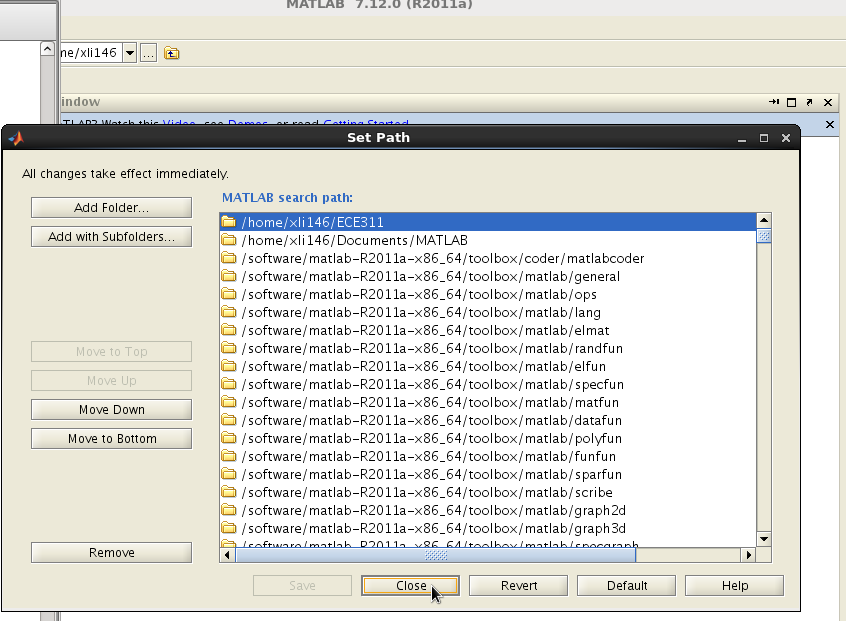 MATLAB 7.12.0 (R2011a)
me/xli146
...
indow
TLAB? Watch this Video, see Demos, or read Getting Started.
Set Path
All changes take effect immediately.
MATLAB search path:
Add Folder...
Add with Subfolders...
Move to Top
Move Up
Move Down
Move to Bottom
Remove
/home/xli146/ECE311
/home/xli146/Documents/MATLAB
/software/matlab-R2011a-x86_64/toolbox/coder/matlabcoder
/software/matlab-R2011a-x86_64/toolbox/matlab/general
/software/matlab-R2011a-x86_64/toolbox/matlab/ops
/software/matlab-R2011a-x86_64/toolbox/matlab/lang
/software/matlab-R2011a-x86_64/toolbox/matlab/elmat
/software/matlab-R2011a-x86_64/toolbox/matlab/randfun
/software/matlab-R2011a-x86_64/toolbox/matlab/elfun
/software/matlab-R2011a-x86_64/toolbox/matlab/specfun
/software/matlab-R2011a-x86_64/toolbox/matlab/matfun
/software/matlab-R2011a-x86_64/toolbox/matlab/datafun
/software/matlab-R2011a-x86_64/toolbox/matlab/polyfun
/software/matlab-R2011a-x86_64/toolbox/matlab/funfun
/software/matlab-R2011a-x86_64/toolbox/matlab/sparfun
/software/matlab-R2011a-x86_64/toolbox/matlab/scribe
/software/matlab-R2011a-x86_64/toolbox/matlab/graph2d
/software/matlab-R2011a-x86_64/toolbox/matlab/graph3d
/software/matlab-R2011a-x86_64/toolbox/matlab/specgraph
Save
Close
Revert
Default
Help